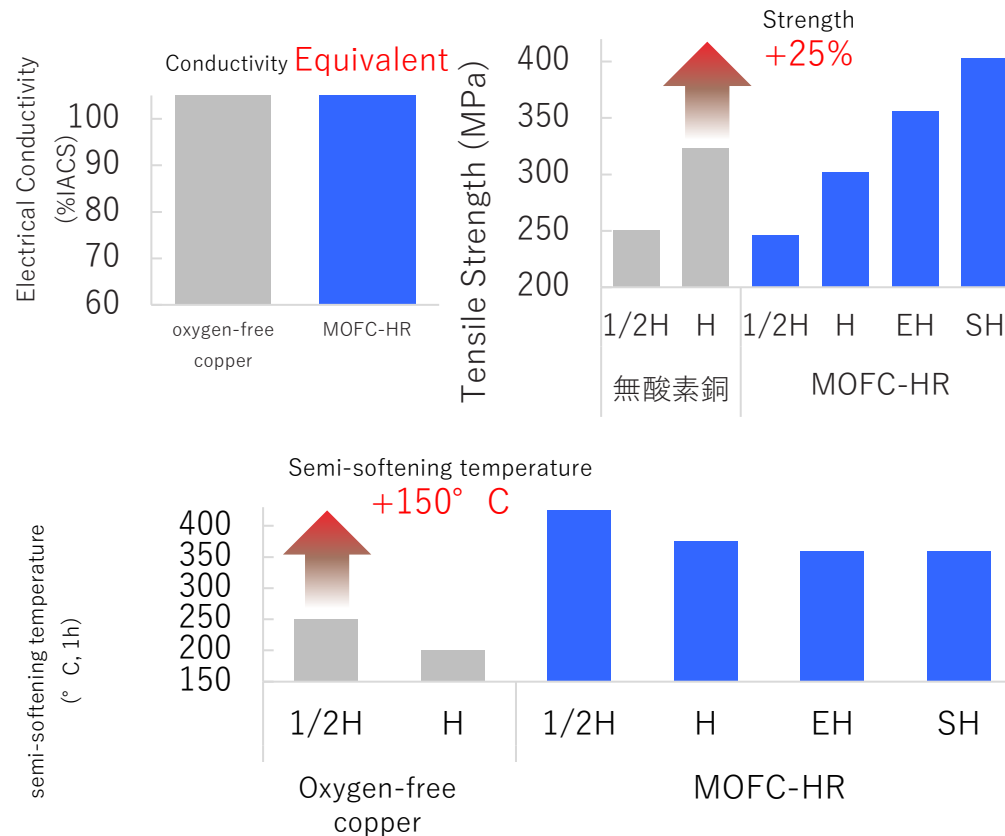 Conductivity Equivalent
Electrical Conductivity
(%IACS)
100
90
80
70
60
oxygen-free
copper
MOFC-HR
Strength
+25%
Tensile Strength (MPa)
400
350
300
250
200
1/2H H 1/2H H EH SH
無酸素銅 MOFC-HR
Semi-softening temperature
+150° C
semi-softening temperature
(° C, 1h)
400
350
300
250
200
150
1/2H H 1/2H H EH SH
Oxygen-free
copper
MOFC-HR